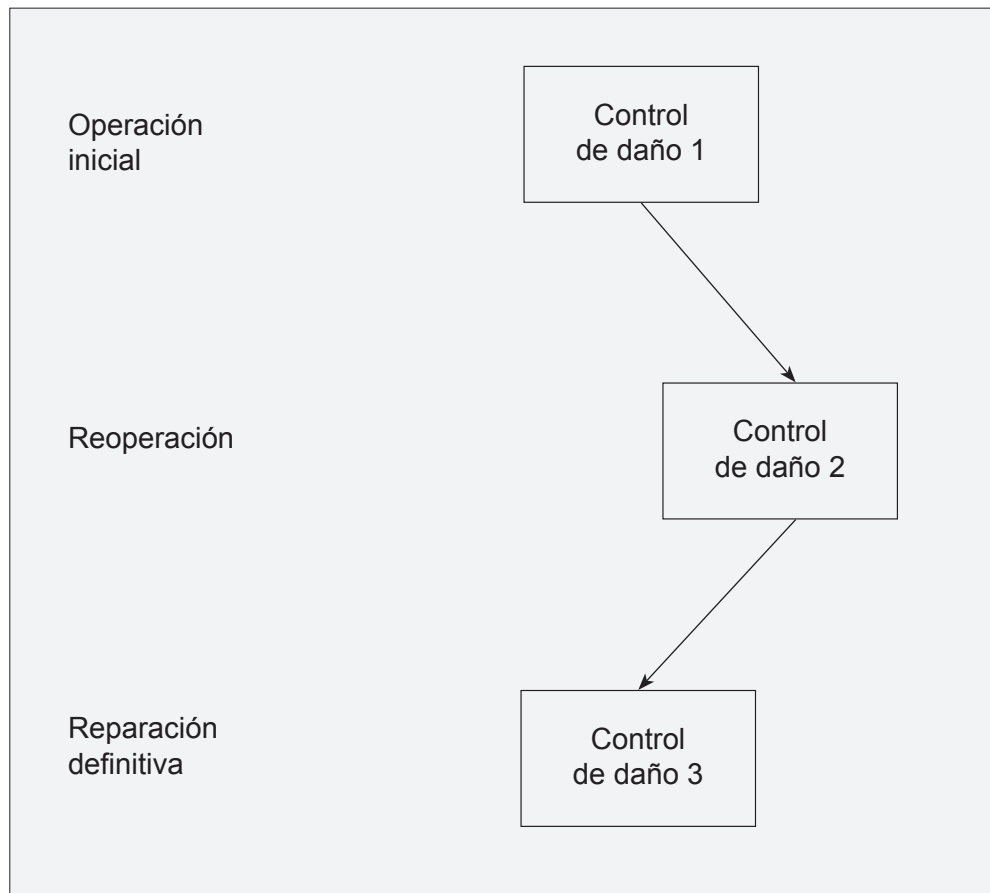 Operación
inicial
Control
de daño 1
Reoperación
Control
de daño 2
Reparación
definitiva
Control
de daño 3